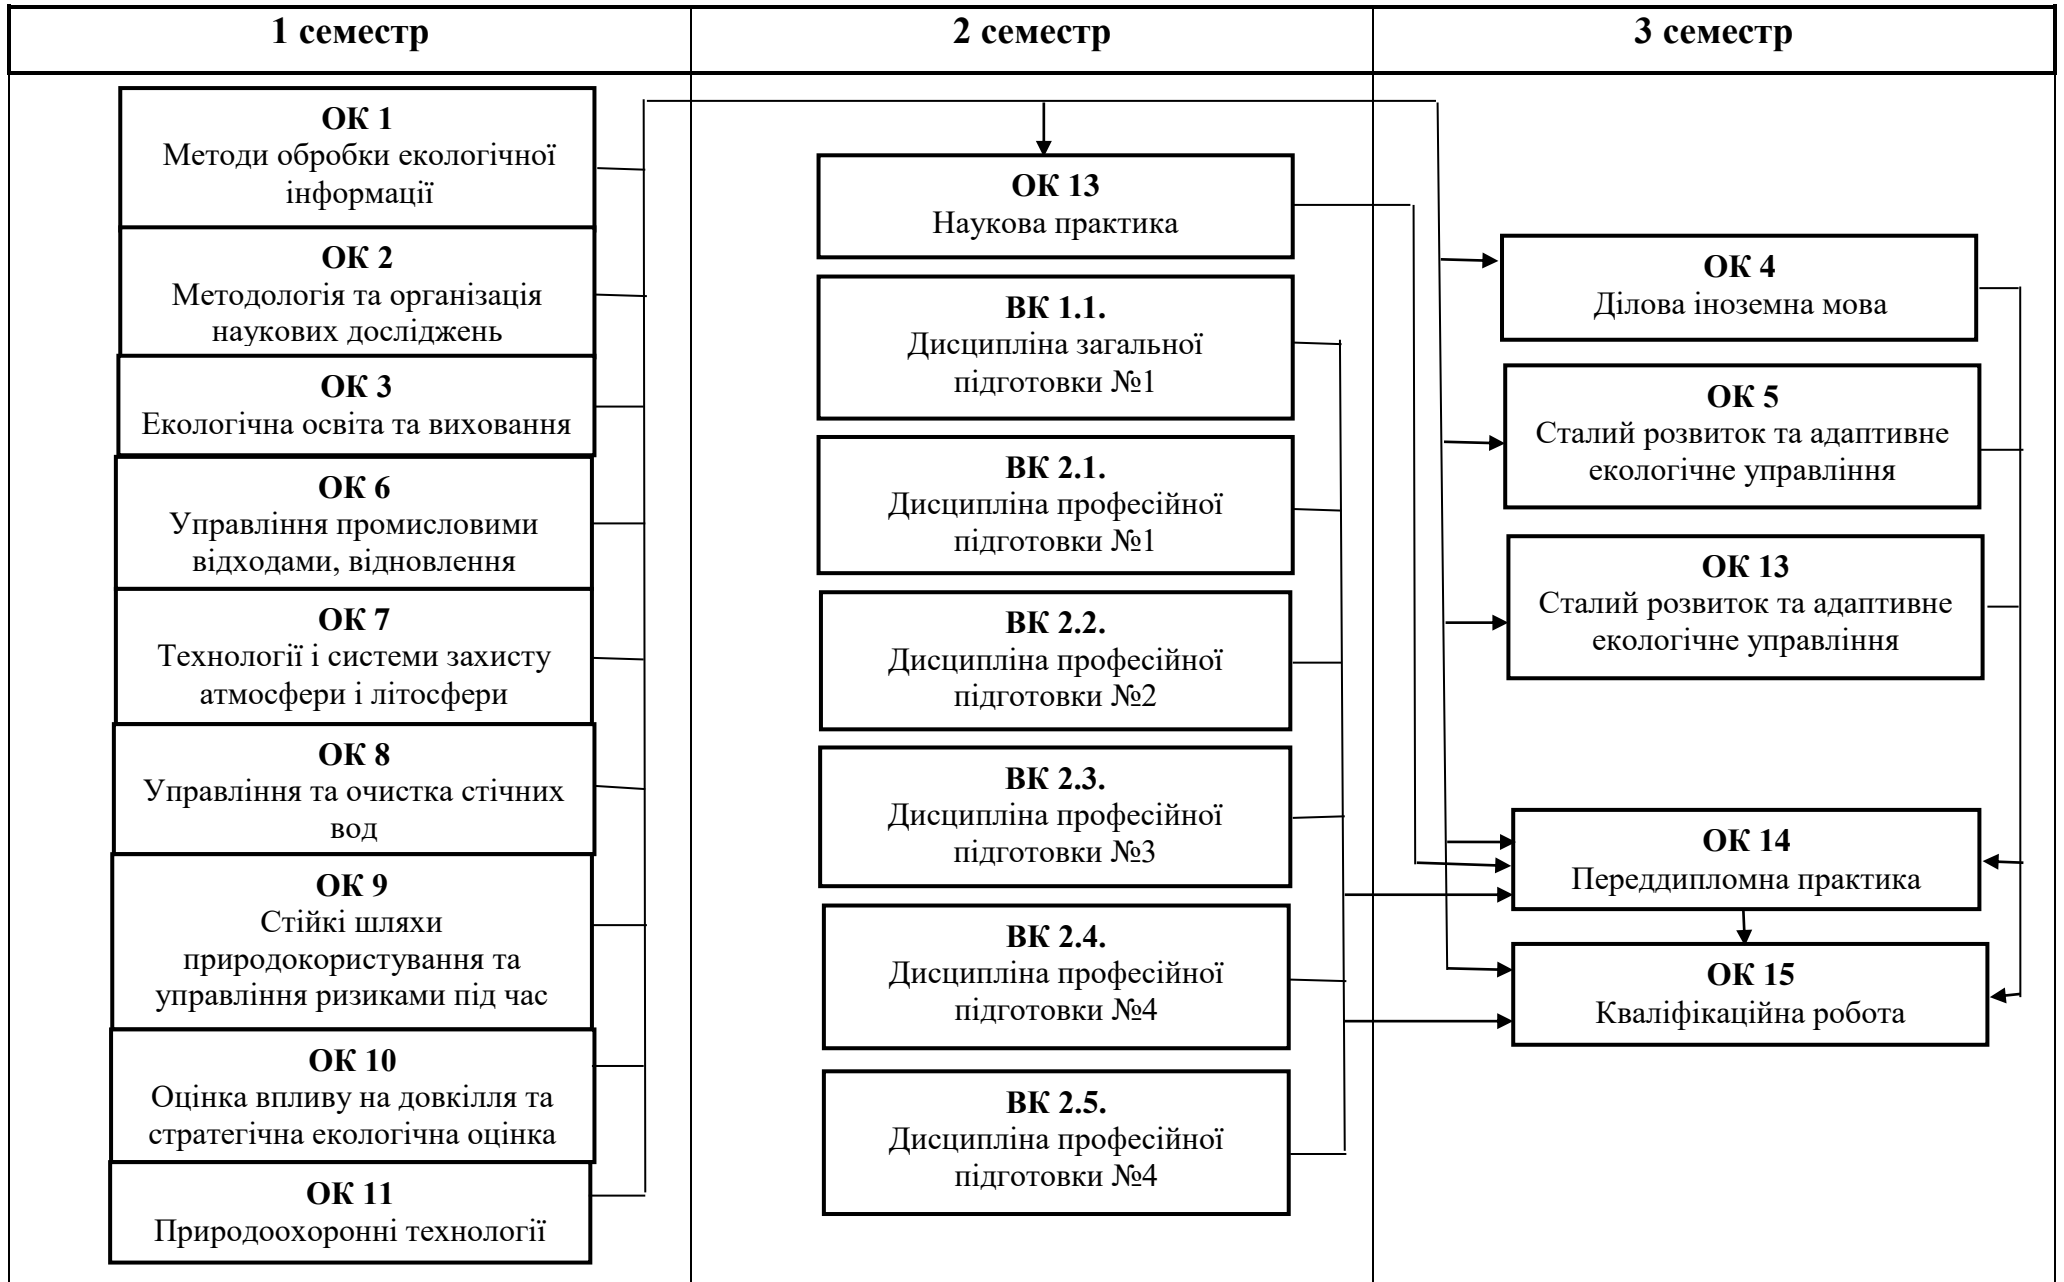 1 семестр
2 семестр
3 семестр
ОК 1
Методи обробки екологічної
інформації
ОК 2
Методологія та організація
наукових досліджень
ОК 3
Екологічна освіта та виховання
ОК 6
Управління промисловими
відходами, відновлення
ОК 7
Технології і системи захисту
атмосфери і літосфери
ОК 8
Управління та очистка стічних
вод
ОК 9
Стійкі шляхи
природокористування та
управління ризиками під час
ОК 10
Оцінка впливу на довкілля та
стратегічна екологічна оцінка
ОК 11
Природоохоронні технології
ОК 13
Наукова практика
ВК 1.1.
Дисципліна загальної
підготовки №1
ВК 2.1.
Дисципліна професійної
підготовки №1
ВК 2.2.
Дисципліна професійної
підготовки №2
ВК 2.3.
Дисципліна професійної
підготовки №3
ВК 2.4.
Дисципліна професійної
підготовки №4
ВК 2.5.
Дисципліна професійної
підготовки №4
ОК 4
Ділова іноземна мова
ОК 5
Сталий розвиток та адаптивне
екологічне управління
ОК 13
Сталий розвиток та адаптивне
екологічне управління
ОК 14
Переддипломна практика
ОК 15
Кваліфікаційна робота